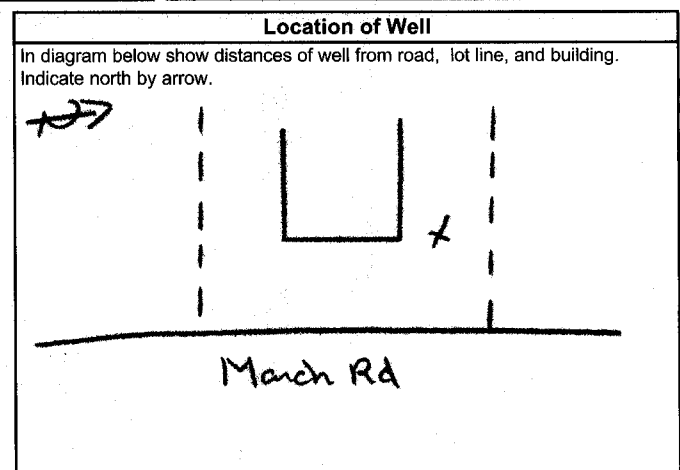 Location of Well
In diagram below show distances of well from road, lot line, and building.
Indicate north by arrow.
N
X
March Rd